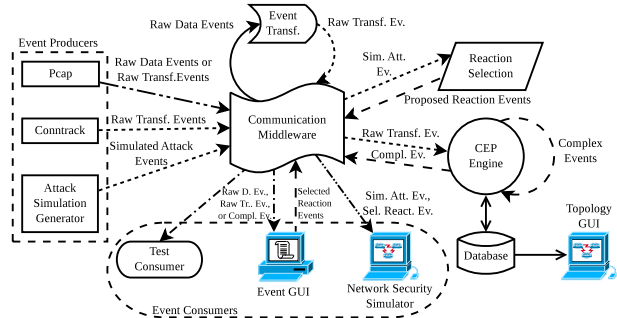 Event
Transf.
Raw Data Events
Raw Transf. Ev.
Event Producers
Pcap
Raw Data Events or
Raw Transf.Events
Sim. Att.
Ev.
Reaction
Selection
Proposed Reaction Events
Conntrack
Raw Transf. Events
Communication
Middleware
Raw Transf. Ev.
Compl. Ev.
CEP
Engine
Complex
Events
Simulated Attack
Events
Attack
Simulation
Generator
Raw D. Ev.,
Raw Tr.. Ev.,
or Compl. Ev.
Selected
Reaction
Events
Sim. Att. Ev.,
Sel. React. Ev.
Topology
GUI
Test
Consumer
Database
Event GUI
Network Security
Simulator
Event Consumers